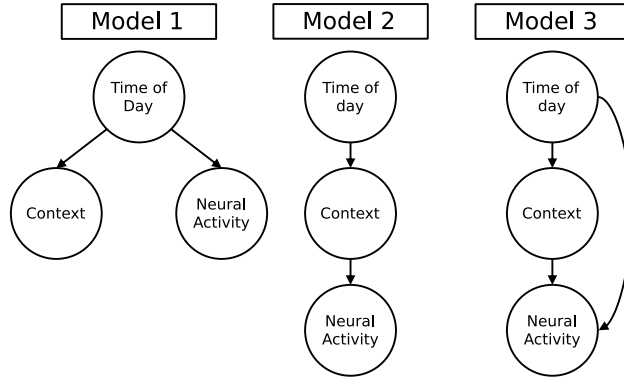 Model 1
Time of
Day
Context
Neural
Activity
Model 2
Time of
day
Context
Neural
Activity
Model 3
Time of
day
Context
Neural
Activity